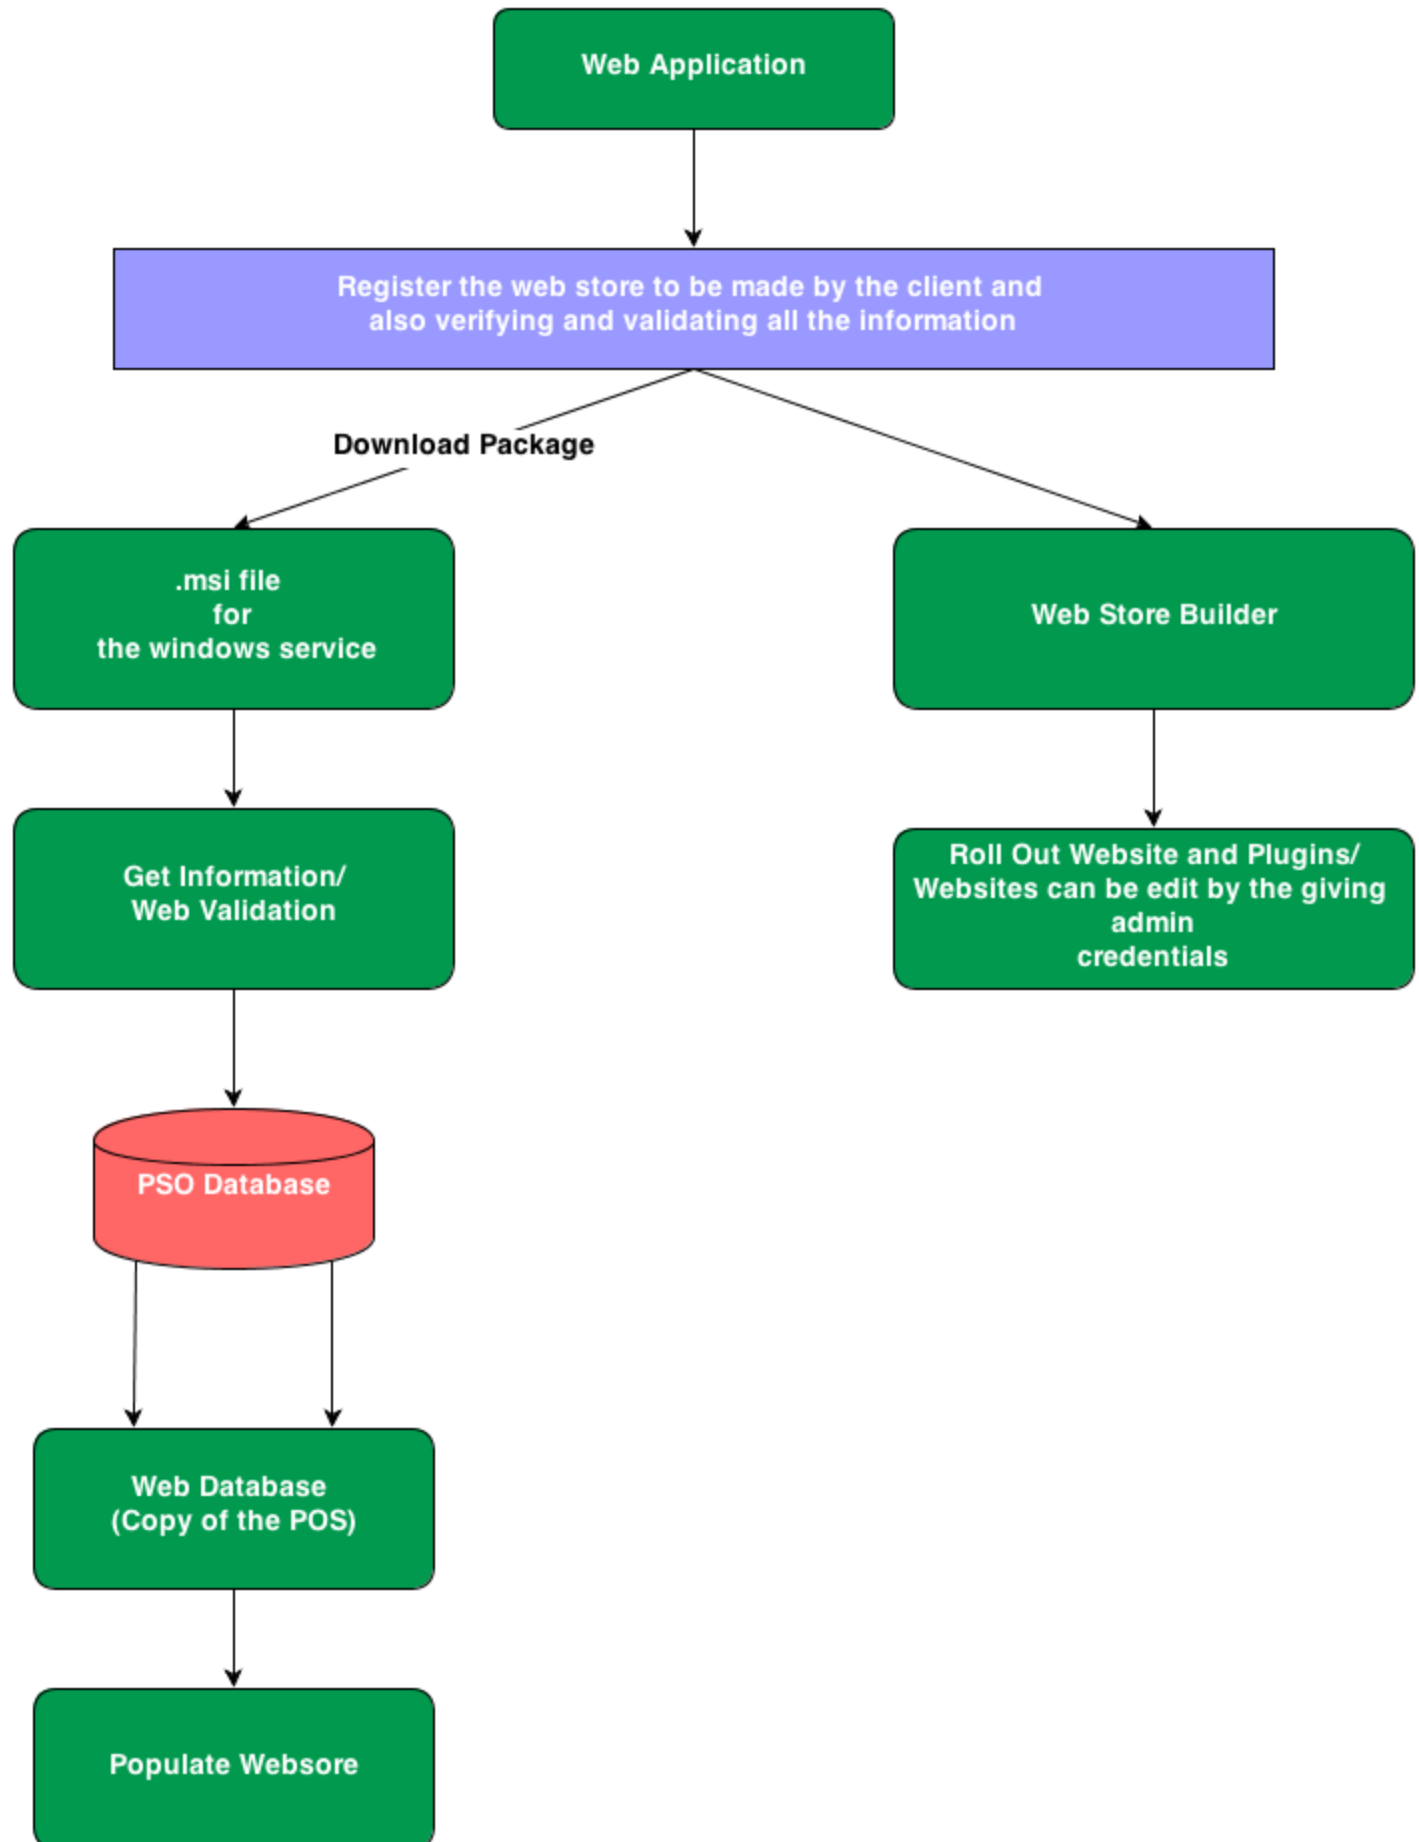 Web Application
Register the web store to be made by the client and
also verifying and validating all the information
Download Package
.msi file
for
the windows service
Web Store Builder
Get Information/
Web Validation
Roll Out Website and Plugins/
Websites can be edit by the giving
admin
credentials
PSO Database
Web Database
(Copy of the POS)
Populate Websore